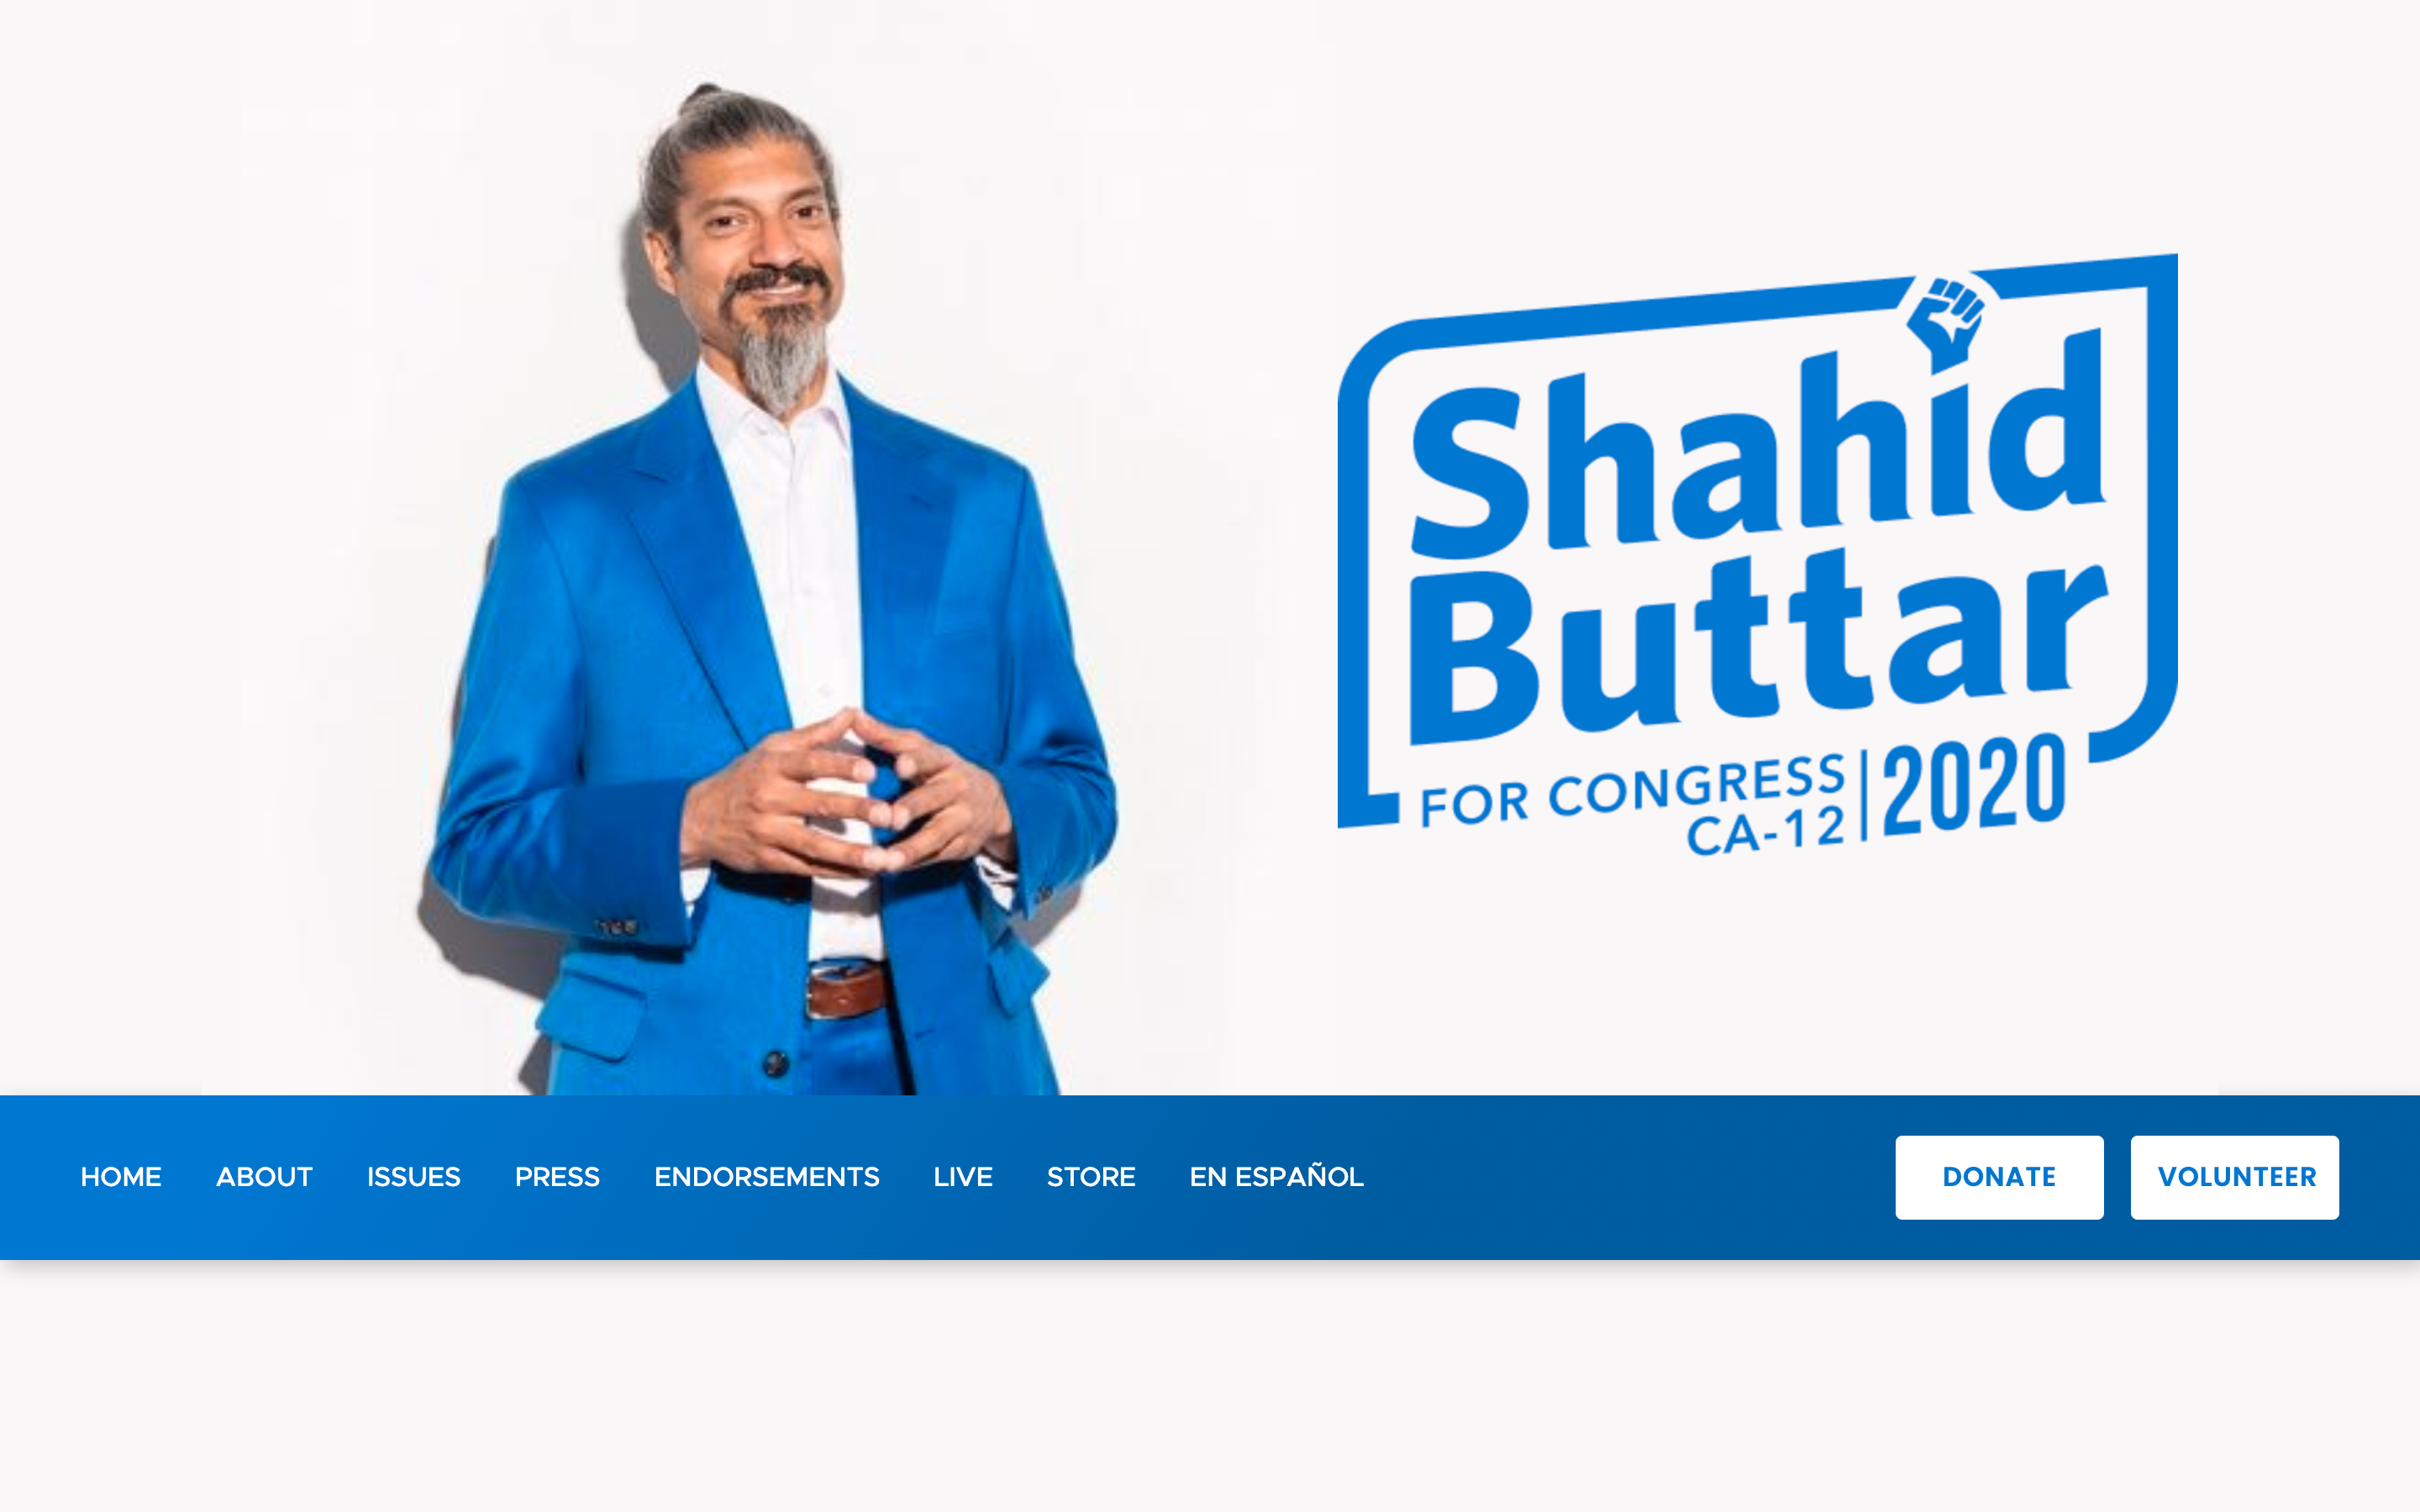 Shahid
Buttar
FOR CONGRESS
CA-12
2020
HOME ABOUT ISSUES PRESS ENDORSEMENTS LIVE STORE EN ESPAÑOL DONATE VOLUNTEER